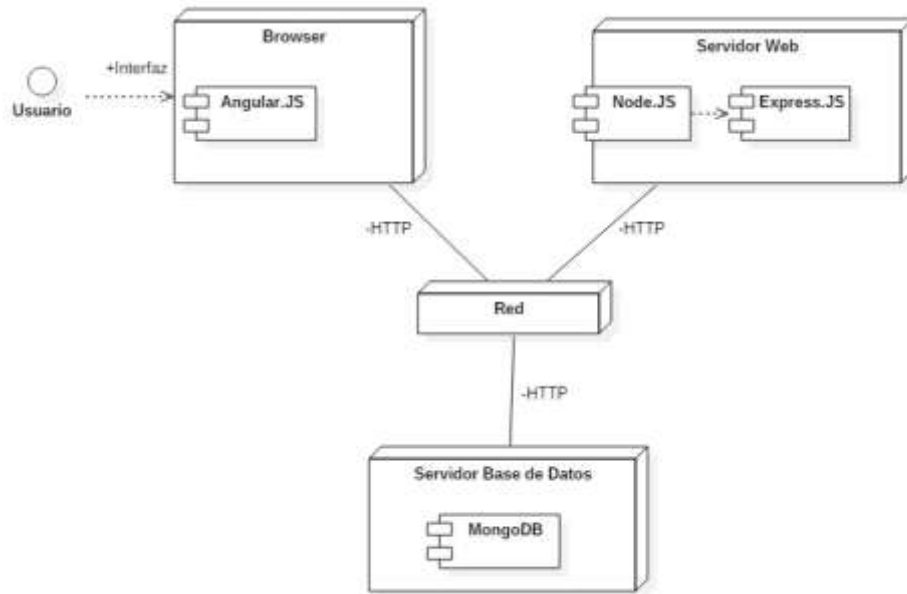 Browser
Servidor Web
+Interfaz
Usuario
Angular.JS
Node.JS
Express.JS
-HTTP
-HTTP
Red
-HTTP
Servidor Base de Datos
MongoDB